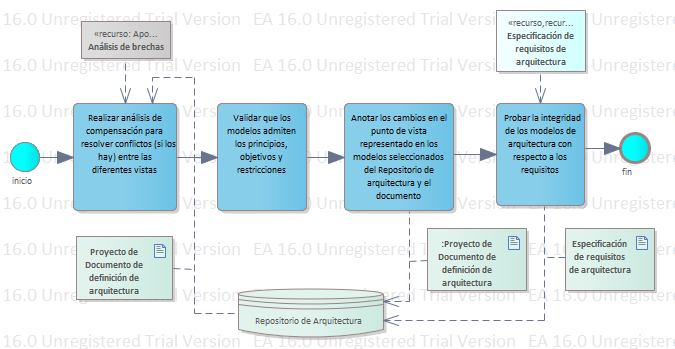 EA 16.0 Unregistered Trial Version EA 16.0 Unregistered Trial Version EA 16.0 Unregistered
«recurso: Apo...
Análisis de brechas
«recurso,recur...
Especificación de
requisitos de
arquitectura
Realizar análisis de
compensación para
resolver conflictos (si los
hay) entre las
diferentes vistas
Validar que los
modelos admiten
los principios,
objetivos y
restricciones
Anotar los cambios en el
punto de vista
representado en los
modelos seleccionados
del Repositorio de
arquitectura y el
documento
Probar la integridad
de los modelos de
arquitectura con
respecto a los
requisitos
inicio
fin
Proyecto de
Documento de
definición de
arquitectura
:Proyecto de
Documento de
definición de
arquitectura
Especificación
de requisitos
de arquitectura
Repositorio de Arquitectura